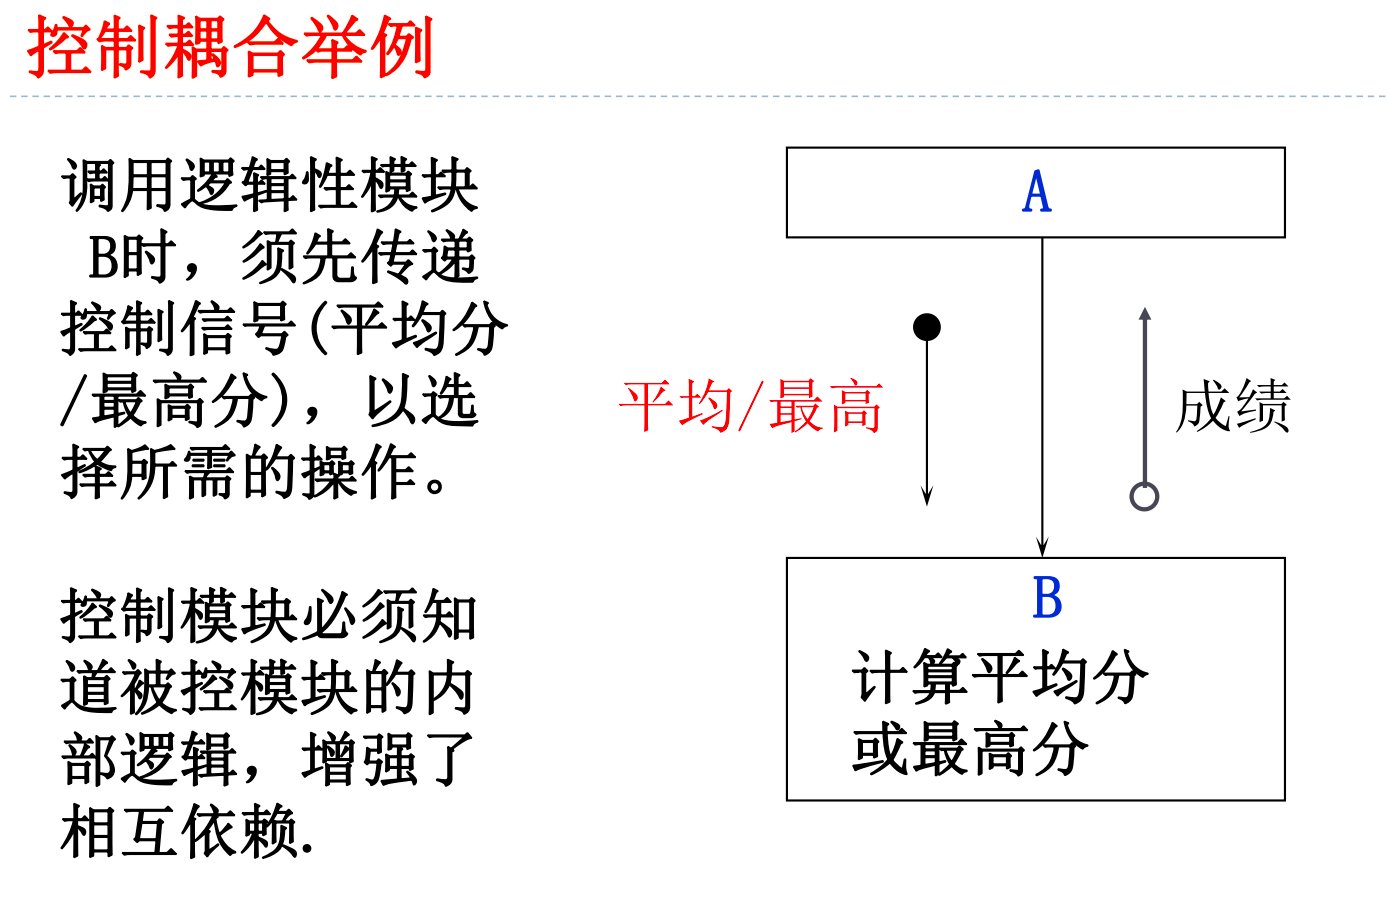 控制耦合举例
调用逻辑性模块
B时，须先传递
控制信号(平均分
/最高分)，以选
择所需的操作。
控制模块必须知
道被控模块的内
部逻辑，增强了
相互依赖.
A
平均/最高
成绩
B
计算平均分
或最高分